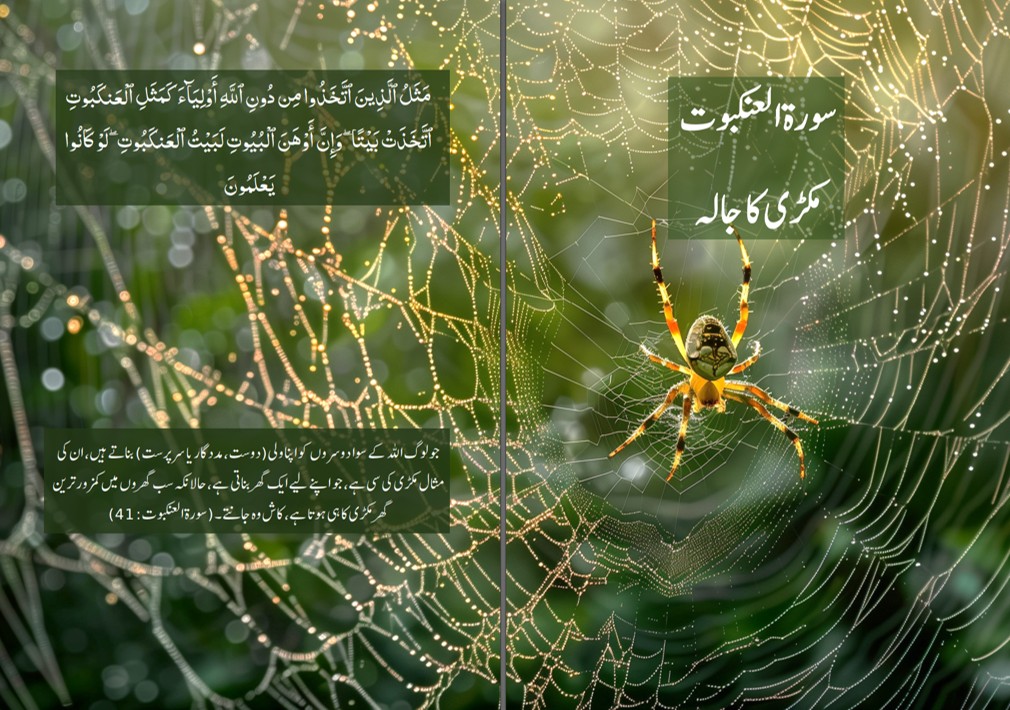 سورۃ العنکبوت
مکڑی کا جالہ
مَثَلُ ٱلَّذِينَ ٱتَّخَذُوا مِن دُونِ ٱللَّهِ أَوْلِيَآءَ كَمَثَلِ ٱلْعَنكَبُوتِ
ٱتَّخَذَتْ بَيْتًا ۖ وَإِنَّ أَوْهَنَ ٱلْبُيُوتِ لَبَيْتُ ٱلْعَنكَبُوتِ ۖ لَوْ كَانُوا
يَعْلَمُونَ
جو لوگ اللہ کے سوا دوسروں کو اپنا ولی (دوست، مددگار یا سرپرست) بناتے ہیں، ان کی
مثال مکڑی کی سی ہے، جو اپنے لیے ایک گھر بناتی ہے، حالانکہ سب گھروں میں کمزور ترین
گھر مکڑی کا ہی ہوتا ہے، کاش وہ جانتے۔ (سورۃ العنکبوت: 41)